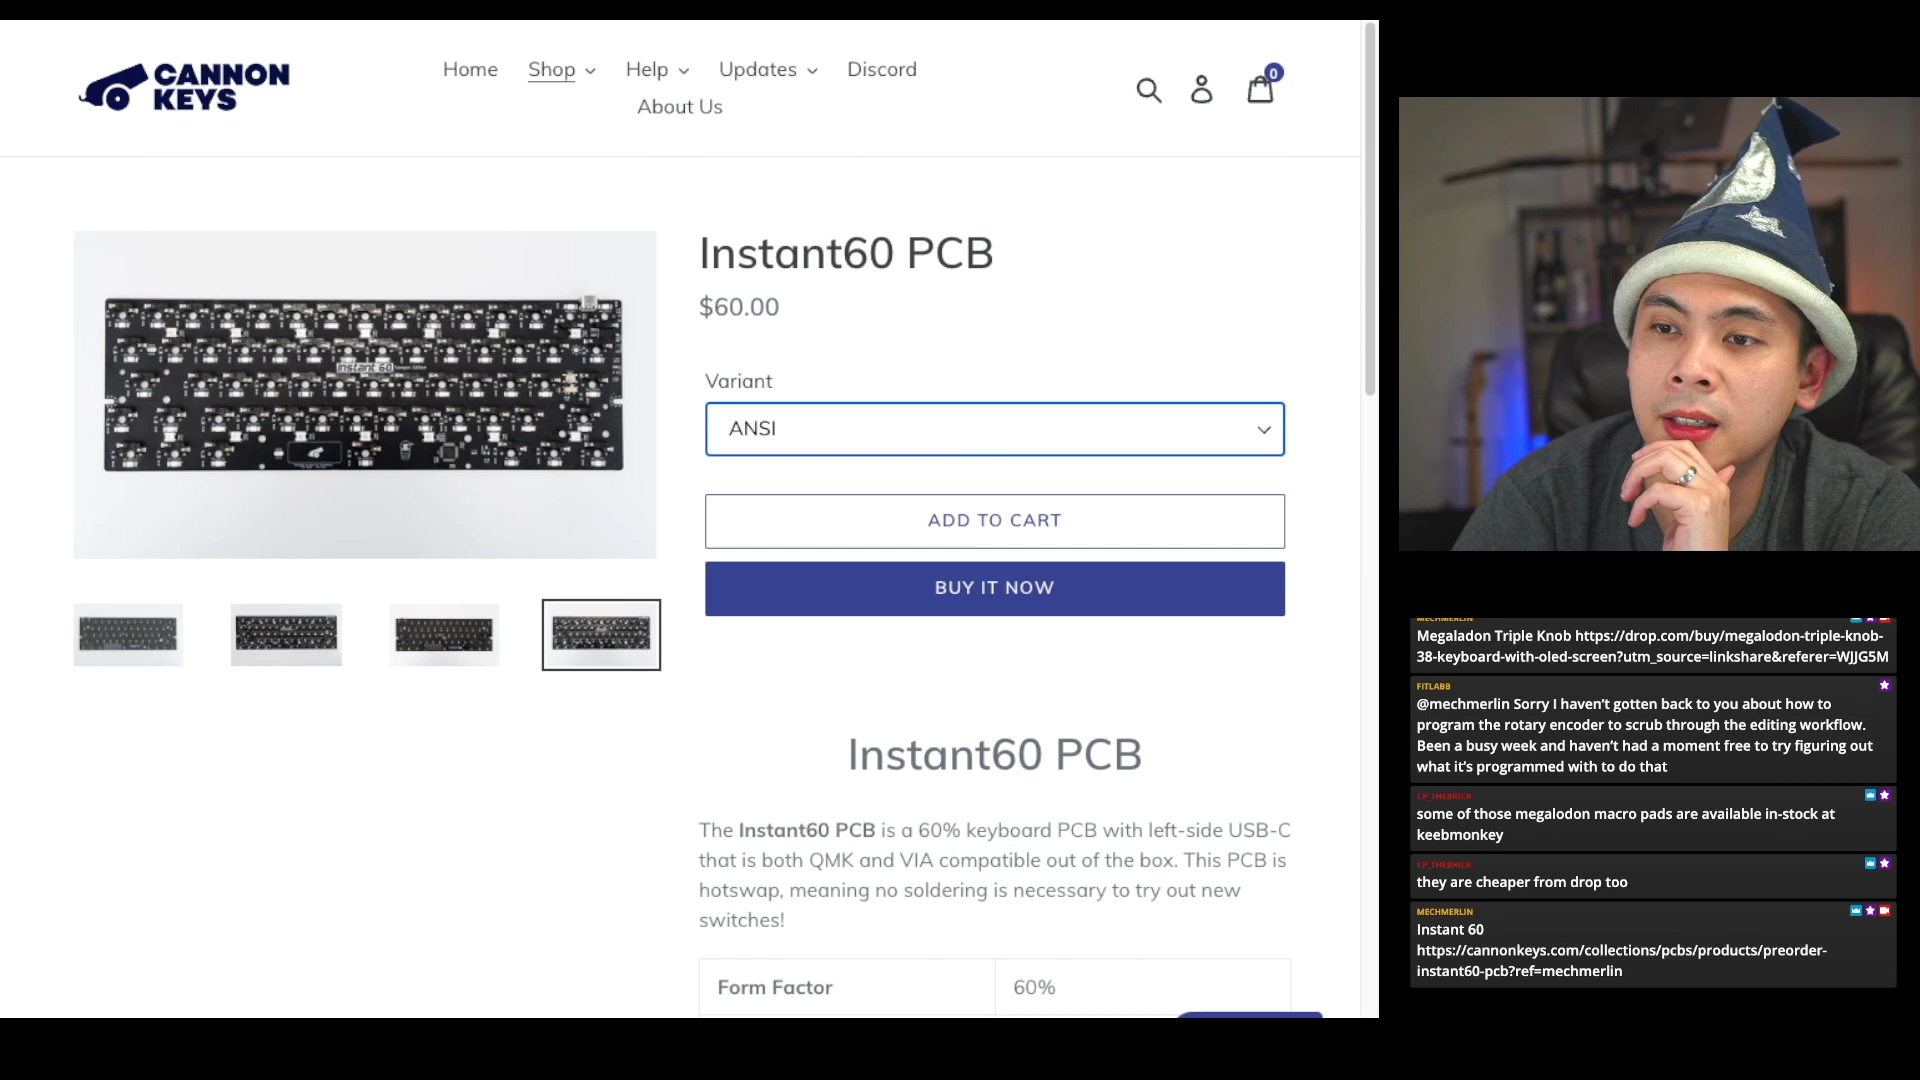 CANNON
KEYS
Home
Shop
Help
Updates
Discord
About Us
0
Instant60 PCB
$60.00
Variant
ANSI
ADD TO CART
BUY IT NOW
instant 60
Instant60 PCB
The Instant60 PCB is a 60% keyboard PCB with left-side USB-C
that is both QMK and VIA compatible out of the box. This PCB is
hotswap, meaning no soldering is necessary to try out new
switches!
Form Factor
60%
MECHMERLIN
Megaladon Triple Knob https://drop.com/buy/megalodon-triple-knob-
38-keyboard-with-oled-screen?utm_source=linkshare&referer=WJJG5M
FITLABB
@mechmerlin Sorry I haven’t gotten back to you about how to
program the rotary encoder to scrub through the editing workflow.
Been a busy week and haven’t had a moment free to try figuring out
what it’s programmed with to do that
CP_THEBRICK
some of those megalodon macro pads are available in-stock at
keebmonkey
CP_THEBRICK
they are cheaper from drop too
MECHMERLIN
Instant 60
https://cannonkeys.com/collections/pcbs/products/preorder-
instant60-pcb?ref=mechmerlin